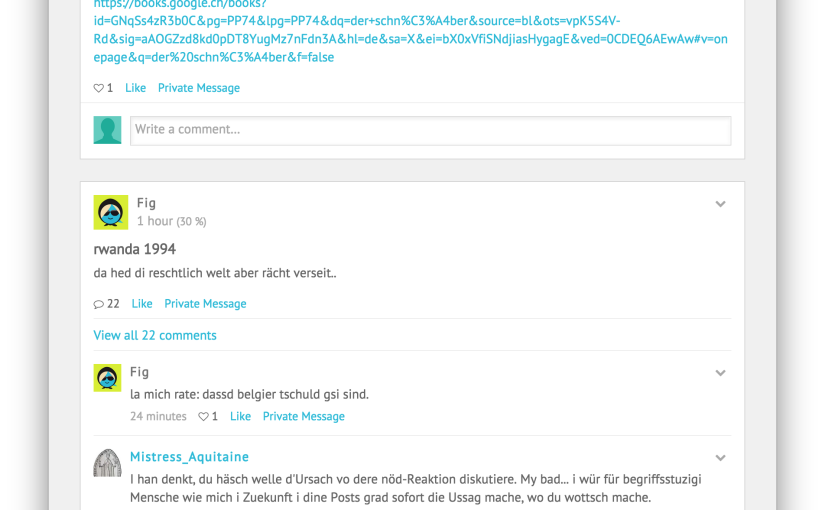 https://books.google.ch/books?
id=GNqSs4zR3b0C&pg=PP74&lpg=PP74&dq=der+schn%C3%A4ber&source=bl&ots=vpK5S4V-
Rd&sig=aAOGZzd8kd0pDT8YugMz7nFdn3A&hl=de&sa=X&ei=bX0xVfiSNdjiasHygagE&ved=0CDEQ6AEwAw#v=on
epage&q=der%20schn%C3%A4ber&f=false
1 Like Private Message
Write a comment...
Fig
1 hour (30 %)
rwanda 1994
da hed di reschtlich welt aber rächt verseit..
22 Like Private Message
View all 22 comments
Fig
la mich rate: dassd belgier tschuld gsi sind.
24 minutes 1 Like Private Message
Mistress_Aquitaine
I han denkt, du häsch welle d'Ursach vo dere nöd-Reaktion diskutiere. My bad... i wür für begriffsstuzigi
Mensche wie mich i Zuekunft i dine Posts grad sofort die Ussag mache, wo du wottsch mache.